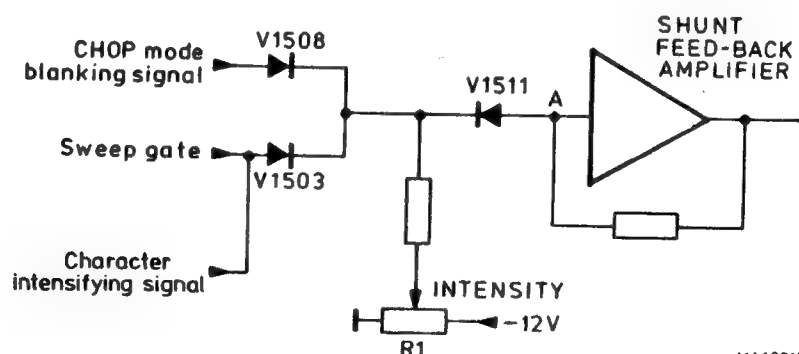 SHUNT
FEED-BACK
AMPLIFIER
CHOP mode
blanking signal
V1508
V1511
A
Sweep gate
V1503
Character
intensifying signal
INTENSITY
-12V
R1